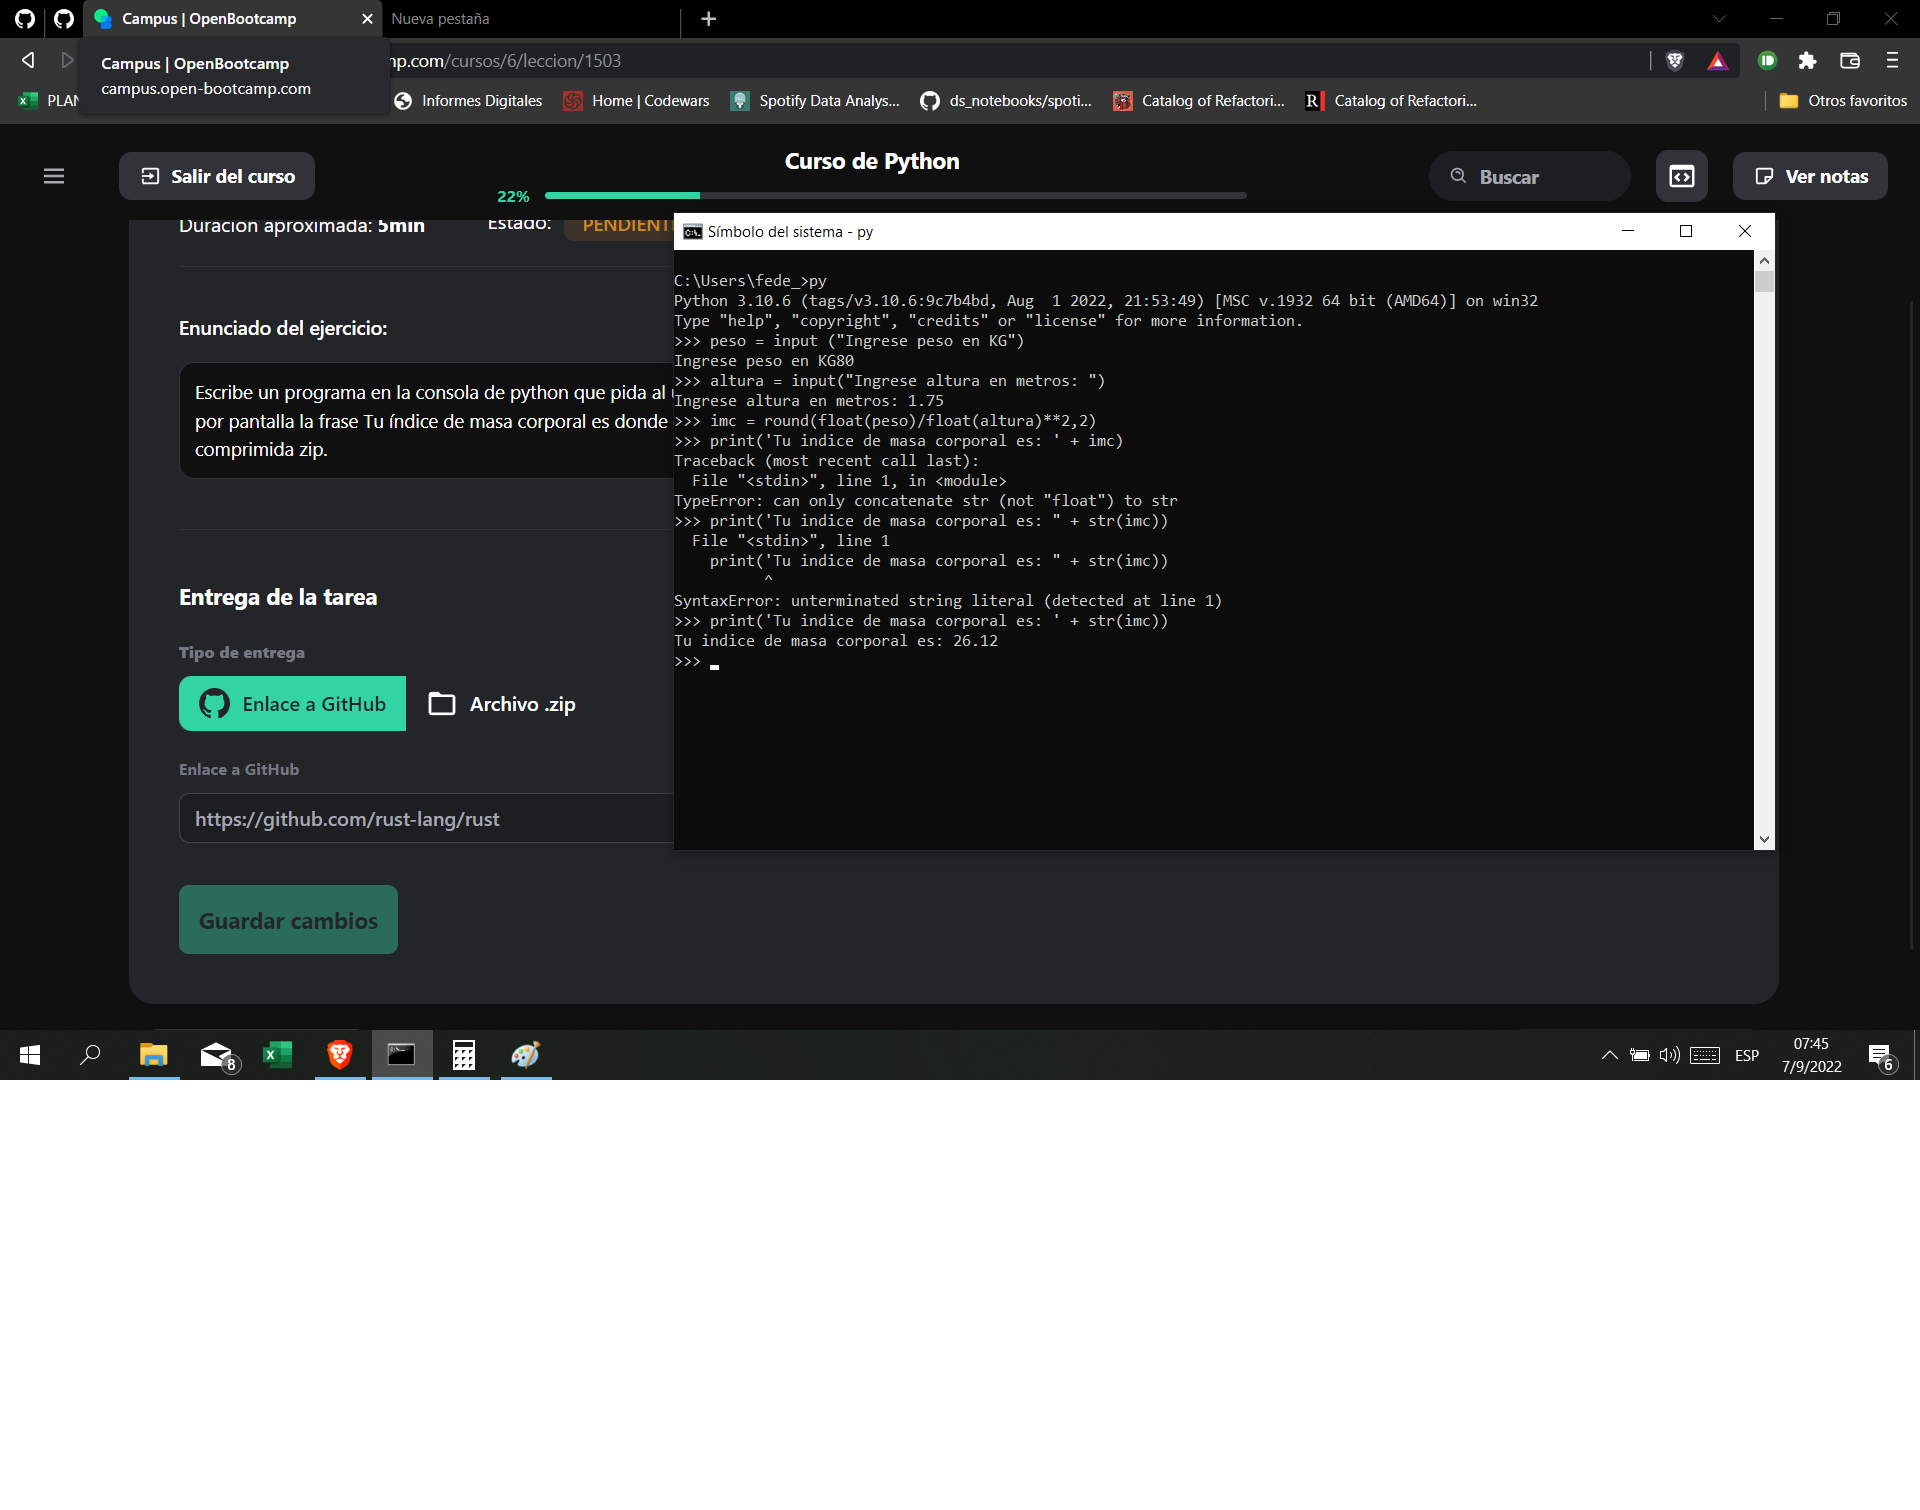 Campus | OpenBootcamp
Nueva pestaña
Campus | OpenBootcamp
campus.open-bootcamp.com
np.com/cursos/6/leccion/1503
PLAN
Informes Digitales
Home | Codewars
Spotify Data Analys...
ds_notebooks/spoti...
Catalog of Refactori...
R
Catalog of Refactori...
Otros favoritos
Salir del curso
Curso de Python
22%
Buscar
Ver notas
Duración aproximada: 5min
Estado:
PENDIENT
Enunciado del ejercicio:
Escribe un programa en la consola de python que pida al
por pantalla la frase Tu índice de masa corporal es donde
comprimida zip.
Entrega de la tarea
Tipo de entrega
Enlace a GitHub
Archivo .zip
Enlace a GitHub
https://github.com/rust-lang/rust
Guardar cambios
Símbolo del sistema - py
C:\Users\fede_>py
Python 3.10.6 (tags/v3.10.6:9c7b4bd, Aug  1 2022, 21:53:49) [MSC v.1932 64 bit (AMD64)] on win32
Type "help", "copyright", "credits" or "license" for more information.
>>> peso = input ("Ingrese peso en KG")
Ingrese peso en KG80
>>> altura = input("Ingrese altura en metros: ")
Ingrese altura en metros: 1.75
>>> imc = round(float(peso)/float(altura)**2,2)
>>> print('Tu indice de masa corporal es: ' + imc)
Traceback (most recent call last):
  File "<stdin>", line 1, in <module>
TypeError: can only concatenate str (not "float") to str
>>> print('Tu indice de masa corporal es: " + str(imc))
  File "<stdin>", line 1
    print('Tu indice de masa corporal es: " + str(imc))
          ^
SyntaxError: unterminated string literal (detected at line 1)
>>> print('Tu indice de masa corporal es: ' + str(imc))
Tu indice de masa corporal es: 26.12
>>>
8
ESP
07:45
7/9/2022
6